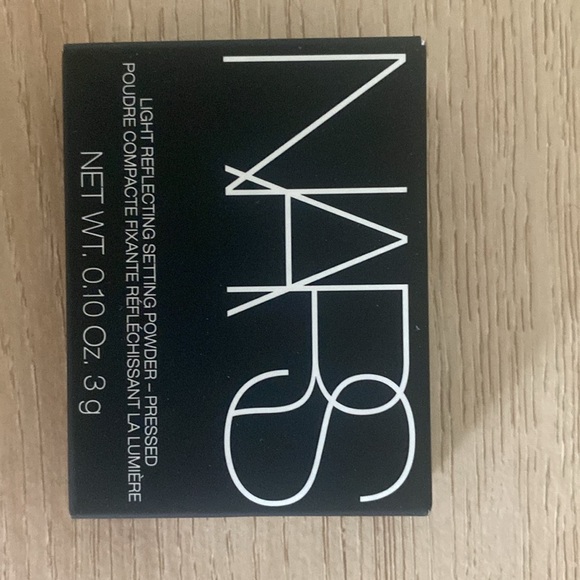 NARS
LIGHT REFLECTING SETTING POWDER – PRESSED
POUDRE COMPACTE FIXANTE RÉFLÉCHISSANT LA LUMIÈRE
NET WT. 0.10 Oz. 3 g